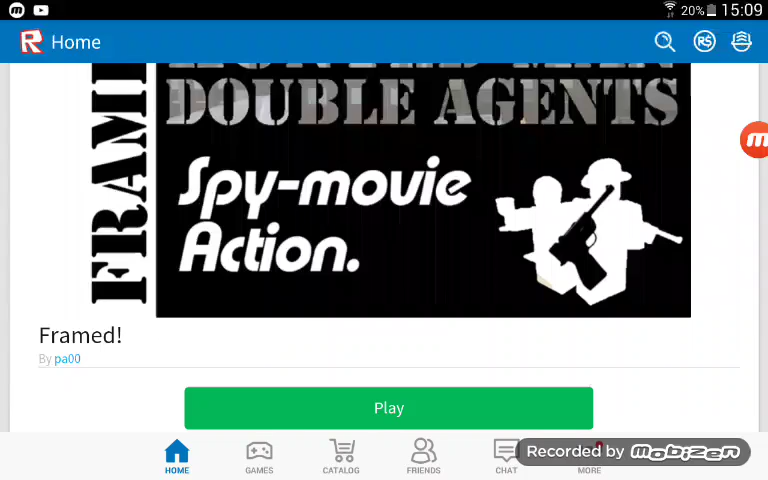 20% 15:09
Home
DOUBLE AGENTS
Spy-movie
Action.
Framed!
By pa00
Play
HOME GAMES CATALOG FRIENDS CHAT MORE
Recorded by mobizen